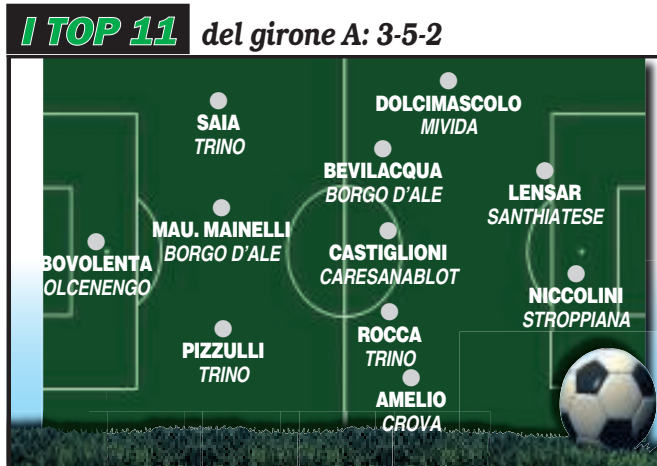 I TOP 11 del girone A: 3-5-2
SAIA
TRINO
DOLCIMASCOLO
MIVIDA
BEVILACQUA
BORGO D'ALE
LENSAR
SANTHIATESE
MAU. MAINELLI
BORGO D'ALE
BOVOLENTA
OLCENENGO
CASTIGLIONI
CARESANABLOT
NICCOLINI
STROPPIANA
PIZZULLI
TRINO
ROCCA
TRINO
AMELIO
CROVA